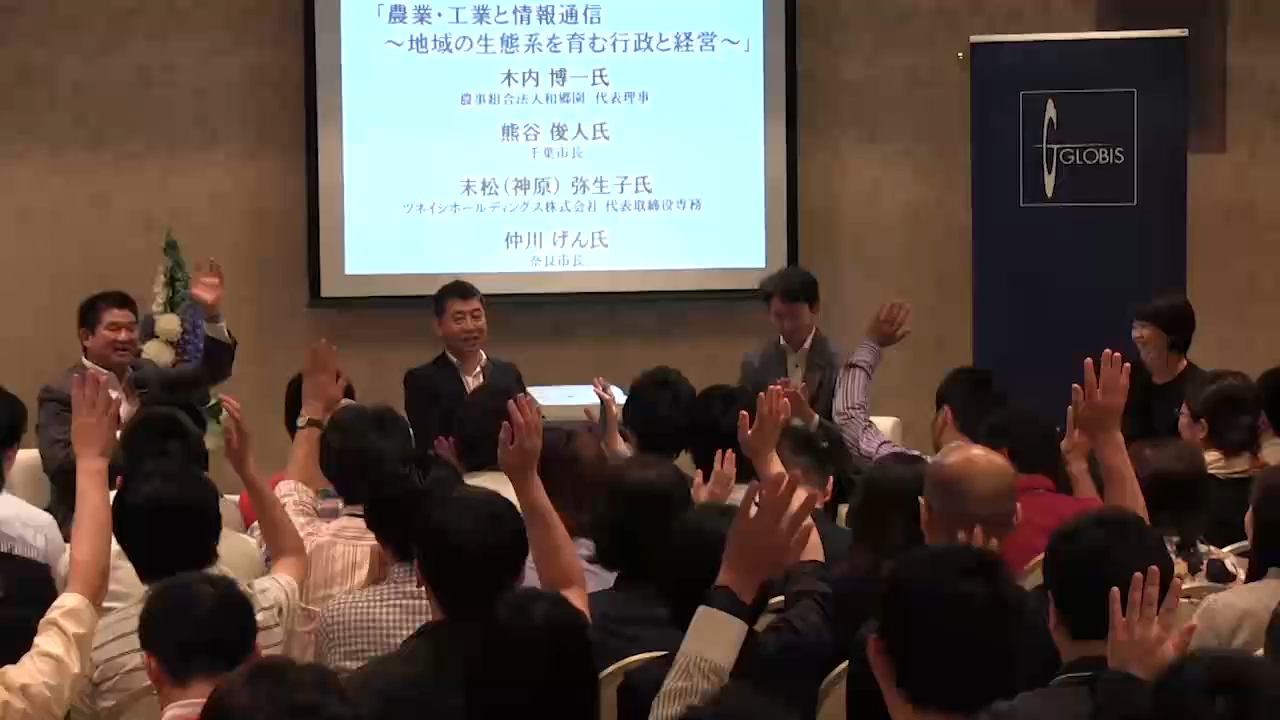 「農業・工業と情報通信
～地域の生態系を育む行政と経営～」
木内 博一氏
農事組合法人和郷園 代表理事
熊谷 俊人氏
千葉市長
末松（神原） 弥生子氏
ツネイシホールディングス株式会社 代表取締役専務
仲川 げん氏
奈良市長
GLOBIS